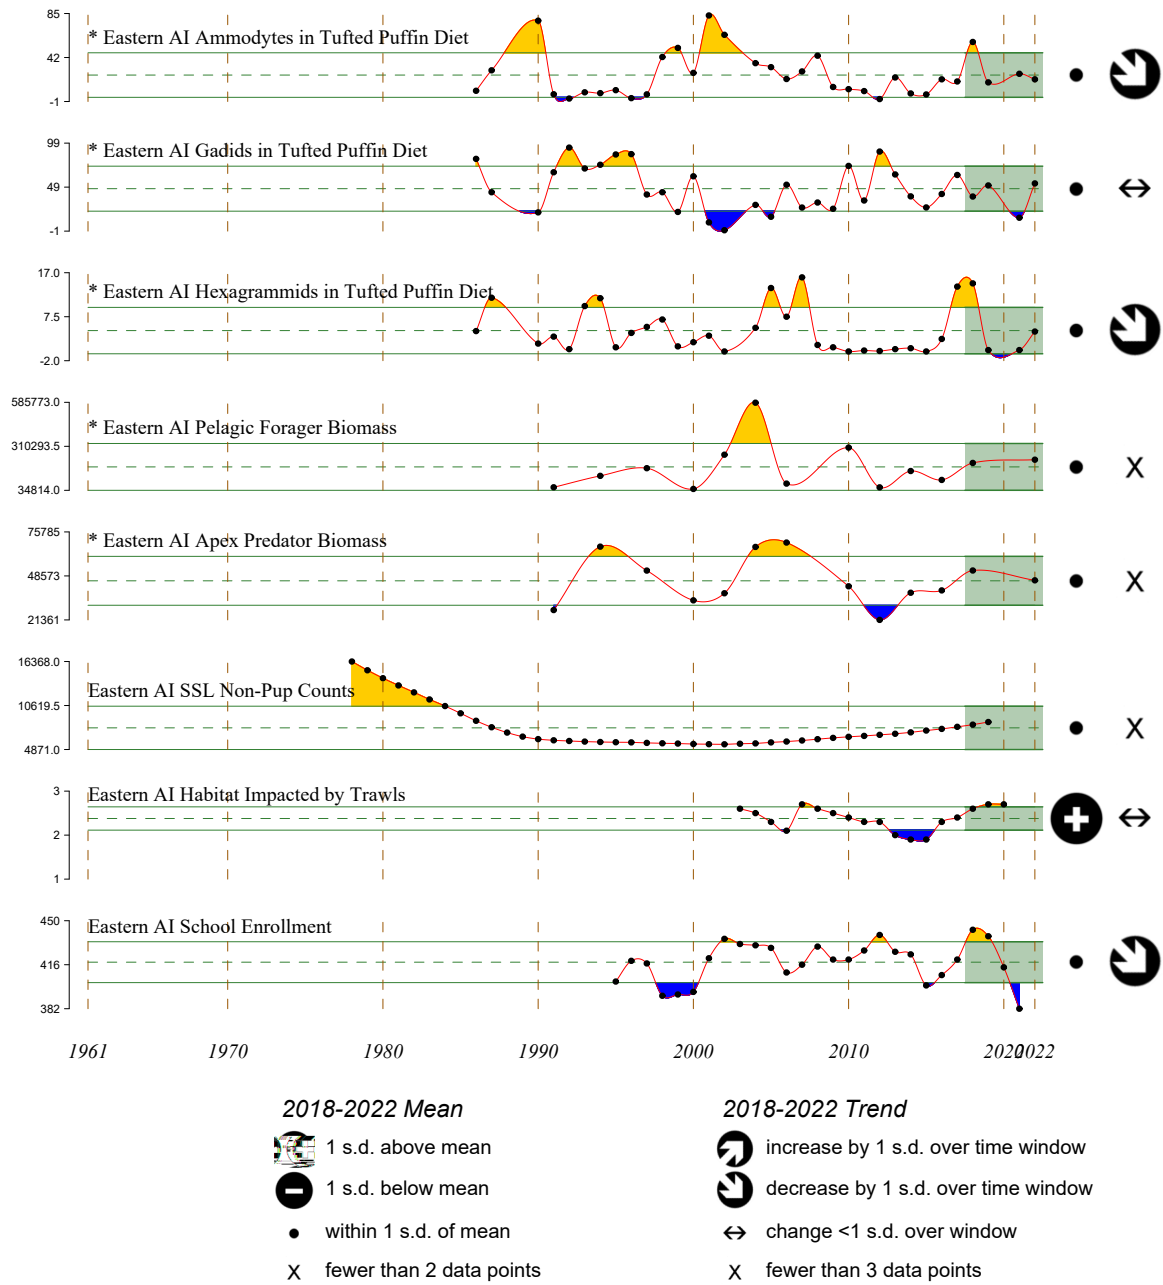 85
* Eastern AI Ammodytes in Tufted Puffin Diet
42
-1
99
* Eastern AI Gadids in Tufted Puffin Diet
49
-1
17.0
* Eastern AI Hexagrammids in Tufted Puffin Diet
7.5
-2.0
585773.0
* Eastern AI Pelagic Forager Biomass
310293.5
34814.0
X
75785
* Eastern AI Apex Predator Biomass
48573
21361
X
16368.0
Eastern AI SSL Non-Pup Counts
10619.5
4871.0
X
3
Eastern AI Habitat Impacted by Trawls
2
1
450
Eastern AI School Enrollment
416
382
1961 1970 1980 1990 2000 2010 2020 2022
2018-2022 Mean 2018-2022 Trend
1 s.d. above mean increase by 1 s.d. over time window
1 s.d. below mean decrease by 1 s.d. over time window
within 1 s.d. of mean change <1 s.d. over window
X fewer than 2 data points X fewer than 3 data points